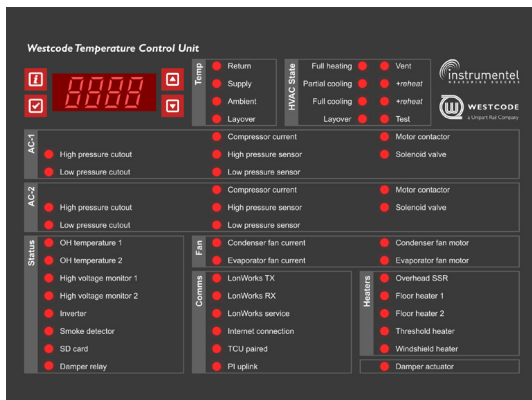 Westcode Temperature Control Unit
i
8888
Temp
Return
Supply
Ambient
Layover
HVAC State
Full heating
Partial cooling
Full cooling
Layover
Vent
+reheat
+reheat
Test
instrumentel
MEASURING SUCCESS
WESTCODE
a Unipart Rail Company
AC-1
Compressor current
Motor contactor
High pressure cutout
High pressure sensor
Solenoid valve
Low pressure cutout
Low pressure sensor
AC-2
Compressor current
Motor contactor
High pressure cutout
High pressure sensor
Solenoid valve
Low pressure cutout
Low pressure sensor
Status
OH temperature 1
OH temperature 2
High voltage monitor 1
High voltage monitor 2
Inverter
Smoke detector
SD card
Damper relay
Fan
Condenser fan current
Condenser fan motor
Evaporator fan current
Evaporator fan motor
Comms
LonWorks TX
LonWorks RX
LonWorks service
Internet connection
TCU paired
PI uplink
Heaters
Overhead SSR
Floor heater 1
Floor heater 2
Threshold heater
Windshield heater
Damper actuator